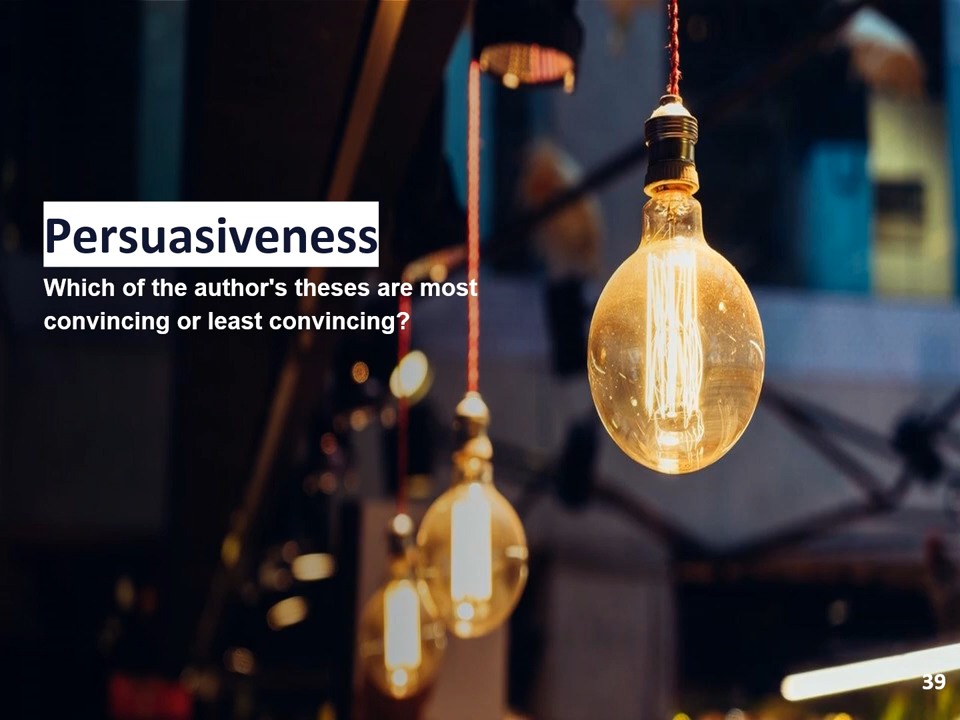 Persuasiveness
Which of the author's theses are most
convincing or least convincing?
39